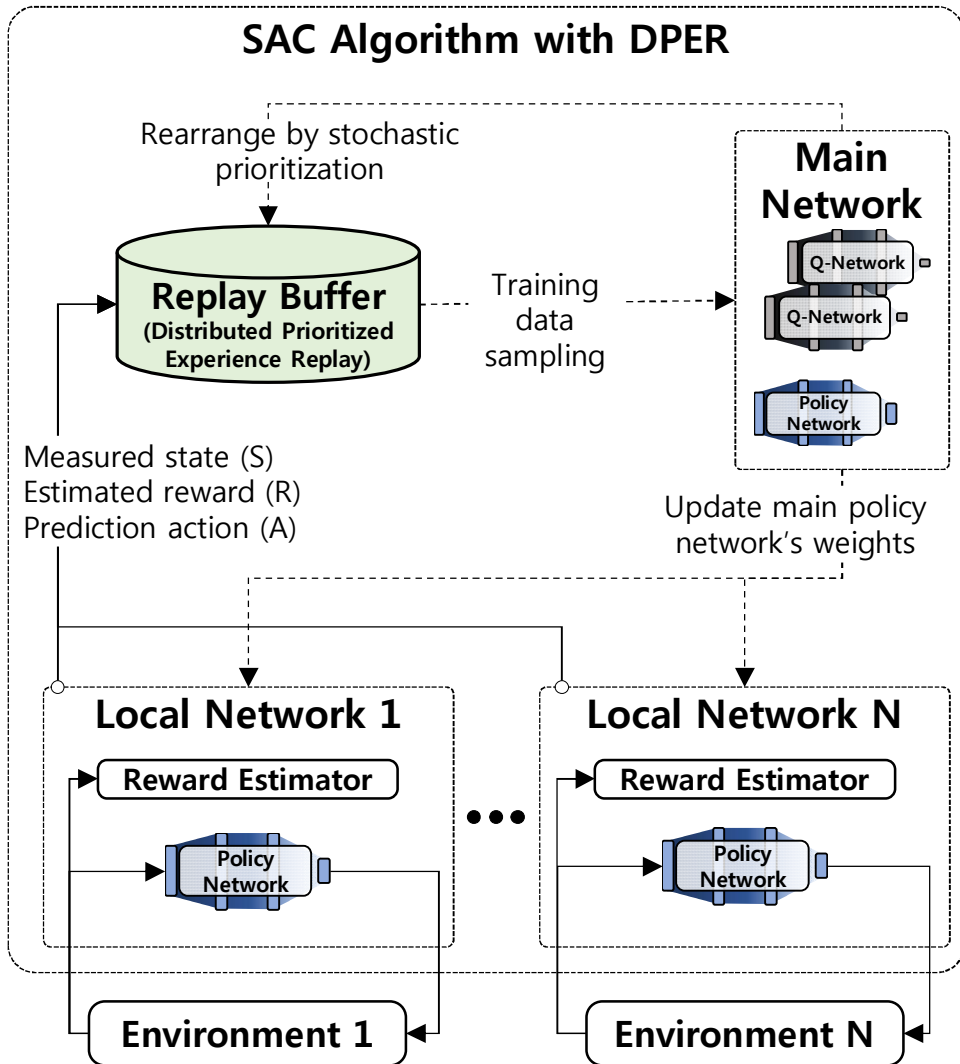 SAC Algorithm with DPER
Rearrange by stochastic
prioritization
Main
Network
Q-Network
Q-Network
Policy
Network
Replay Buffer
(Distributed Prioritized
Experience Replay)
Training
data
sampling
Measured state (S)
Estimated reward (R)
Prediction action (A)
Update main policy
network's weights
Local Network 1
Reward Estimator
Policy
Network
Local Network N
Reward Estimator
Policy
Network
Environment 1
Environment N